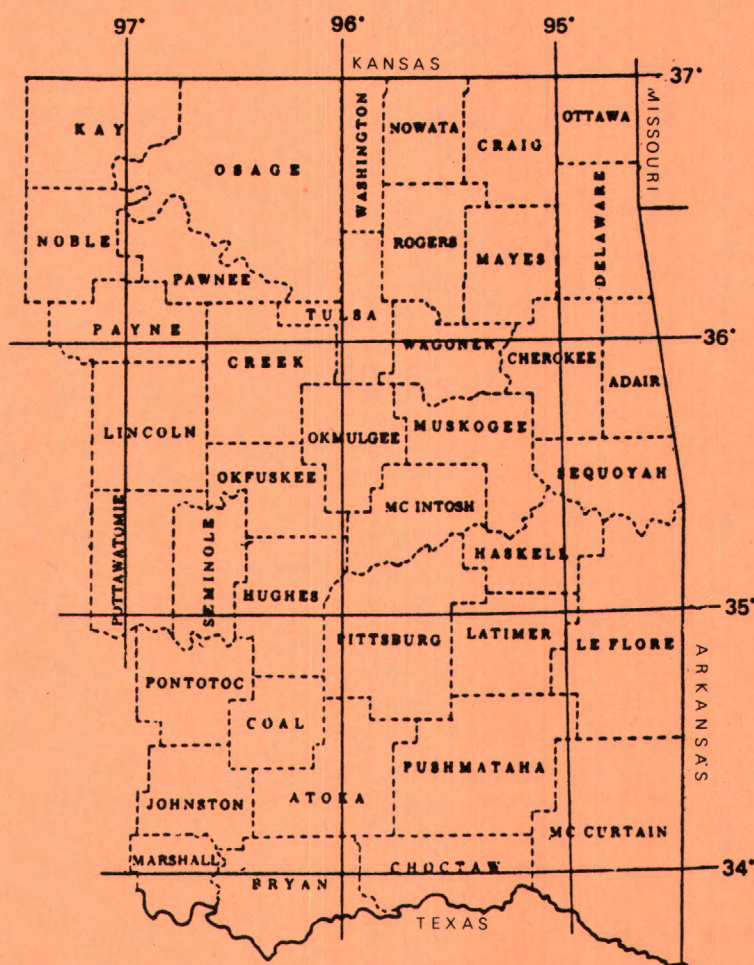 97° 96° 95°
KANSAS
37°
MISSOURI
KAY
OSAGE
WASHINGTON
NOWATA
CRAIG
OTTAWA
NOBLE
PAWNEE
ROGERS
MAYES
DELAWARE
PAYNE
TULSA
36°
CREEK
WAGONER
CHEROKEE
ADAIR
LINCOLN
OKMULGEE
MUSKOGEE
OKFUSKEE
SEQUOYAH
MC INTOSH
POTTAWATOMIE
SEMINOLE
HASKELL
HUGHES
35°
PITTSBURG
LATIMER
LE FLORE
ARKANSAS
PONTOTOC
COAL
PUSHMATAHA
JOHNSTON
ATOKA
MC CURTAIN
MARSHALL
CHOCTAW
34°
BRYAN
TEXAS